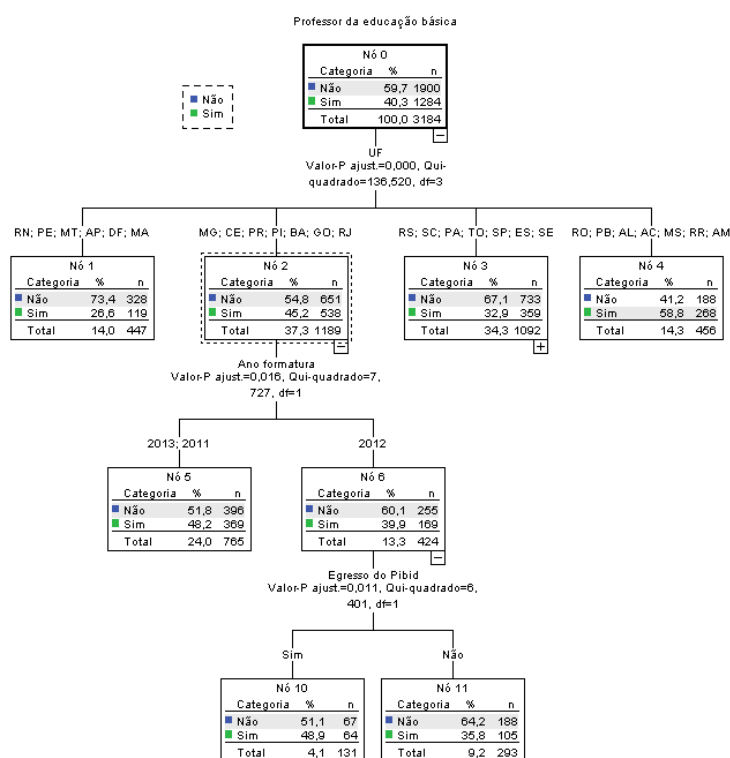 Professor da educação básica
Nó 0
Categoria % n
Não 59,7 1900
Sim 40,3 1284
Total 100,0 3184
Não
Sim
UF
Valor-P ajust.=0,000, Qui-
quadrado=136,520, df=3
RN; PE; MT; AP; DF; MA
Nó 1
Categoria % n
Não 73,4 328
Sim 26,6 119
Total 14,0 447
MG; CE; PR; PI; BA; GO; RJ
Nó 2
Categoria % n
Não 54,8 651
Sim 45,2 538
Total 37,3 1189
RS; SC; PA; TO; SP; ES; SE
Nó 3
Categoria % n
Não 67,1 733
Sim 32,9 359
Total 34,3 1092
RO; PB; AL; AC; MS; RR; AM
Nó 4
Categoria % n
Não 41,2 188
Sim 58,8 268
Total 14,3 456
Ano formatura
Valor-P ajust.=0,016, Qui-quadrado=7,
727, df=1
2013; 2011
Nó 5
Categoria % n
Não 51,8 396
Sim 48,2 369
Total 24,0 765
2012
Nó 6
Categoria % n
Não 60,1 255
Sim 39,9 169
Total 13,3 424
Egresso do Pibid
Valor-P ajust.=0,011, Qui-quadrado=6,
401, df=1
Sim
Nó 10
Categoria % n
Não 51,1 67
Sim 48,9 64
Total 4,1 131
Não
Nó 11
Categoria % n
Não 64,2 188
Sim 35,8 105
Total 9,2 293